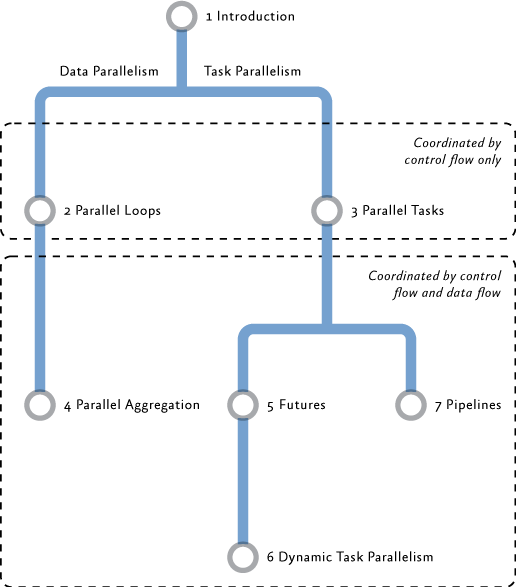 1 Introduction
Data Parallelism
Task Parallelism
Coordinated by
control flow only
2 Parallel Loops
3 Parallel Tasks
Coordinated by control
flow and data flow
4 Parallel Aggregation
5 Futures
7 Pipelines
6 Dynamic Task Parallelism